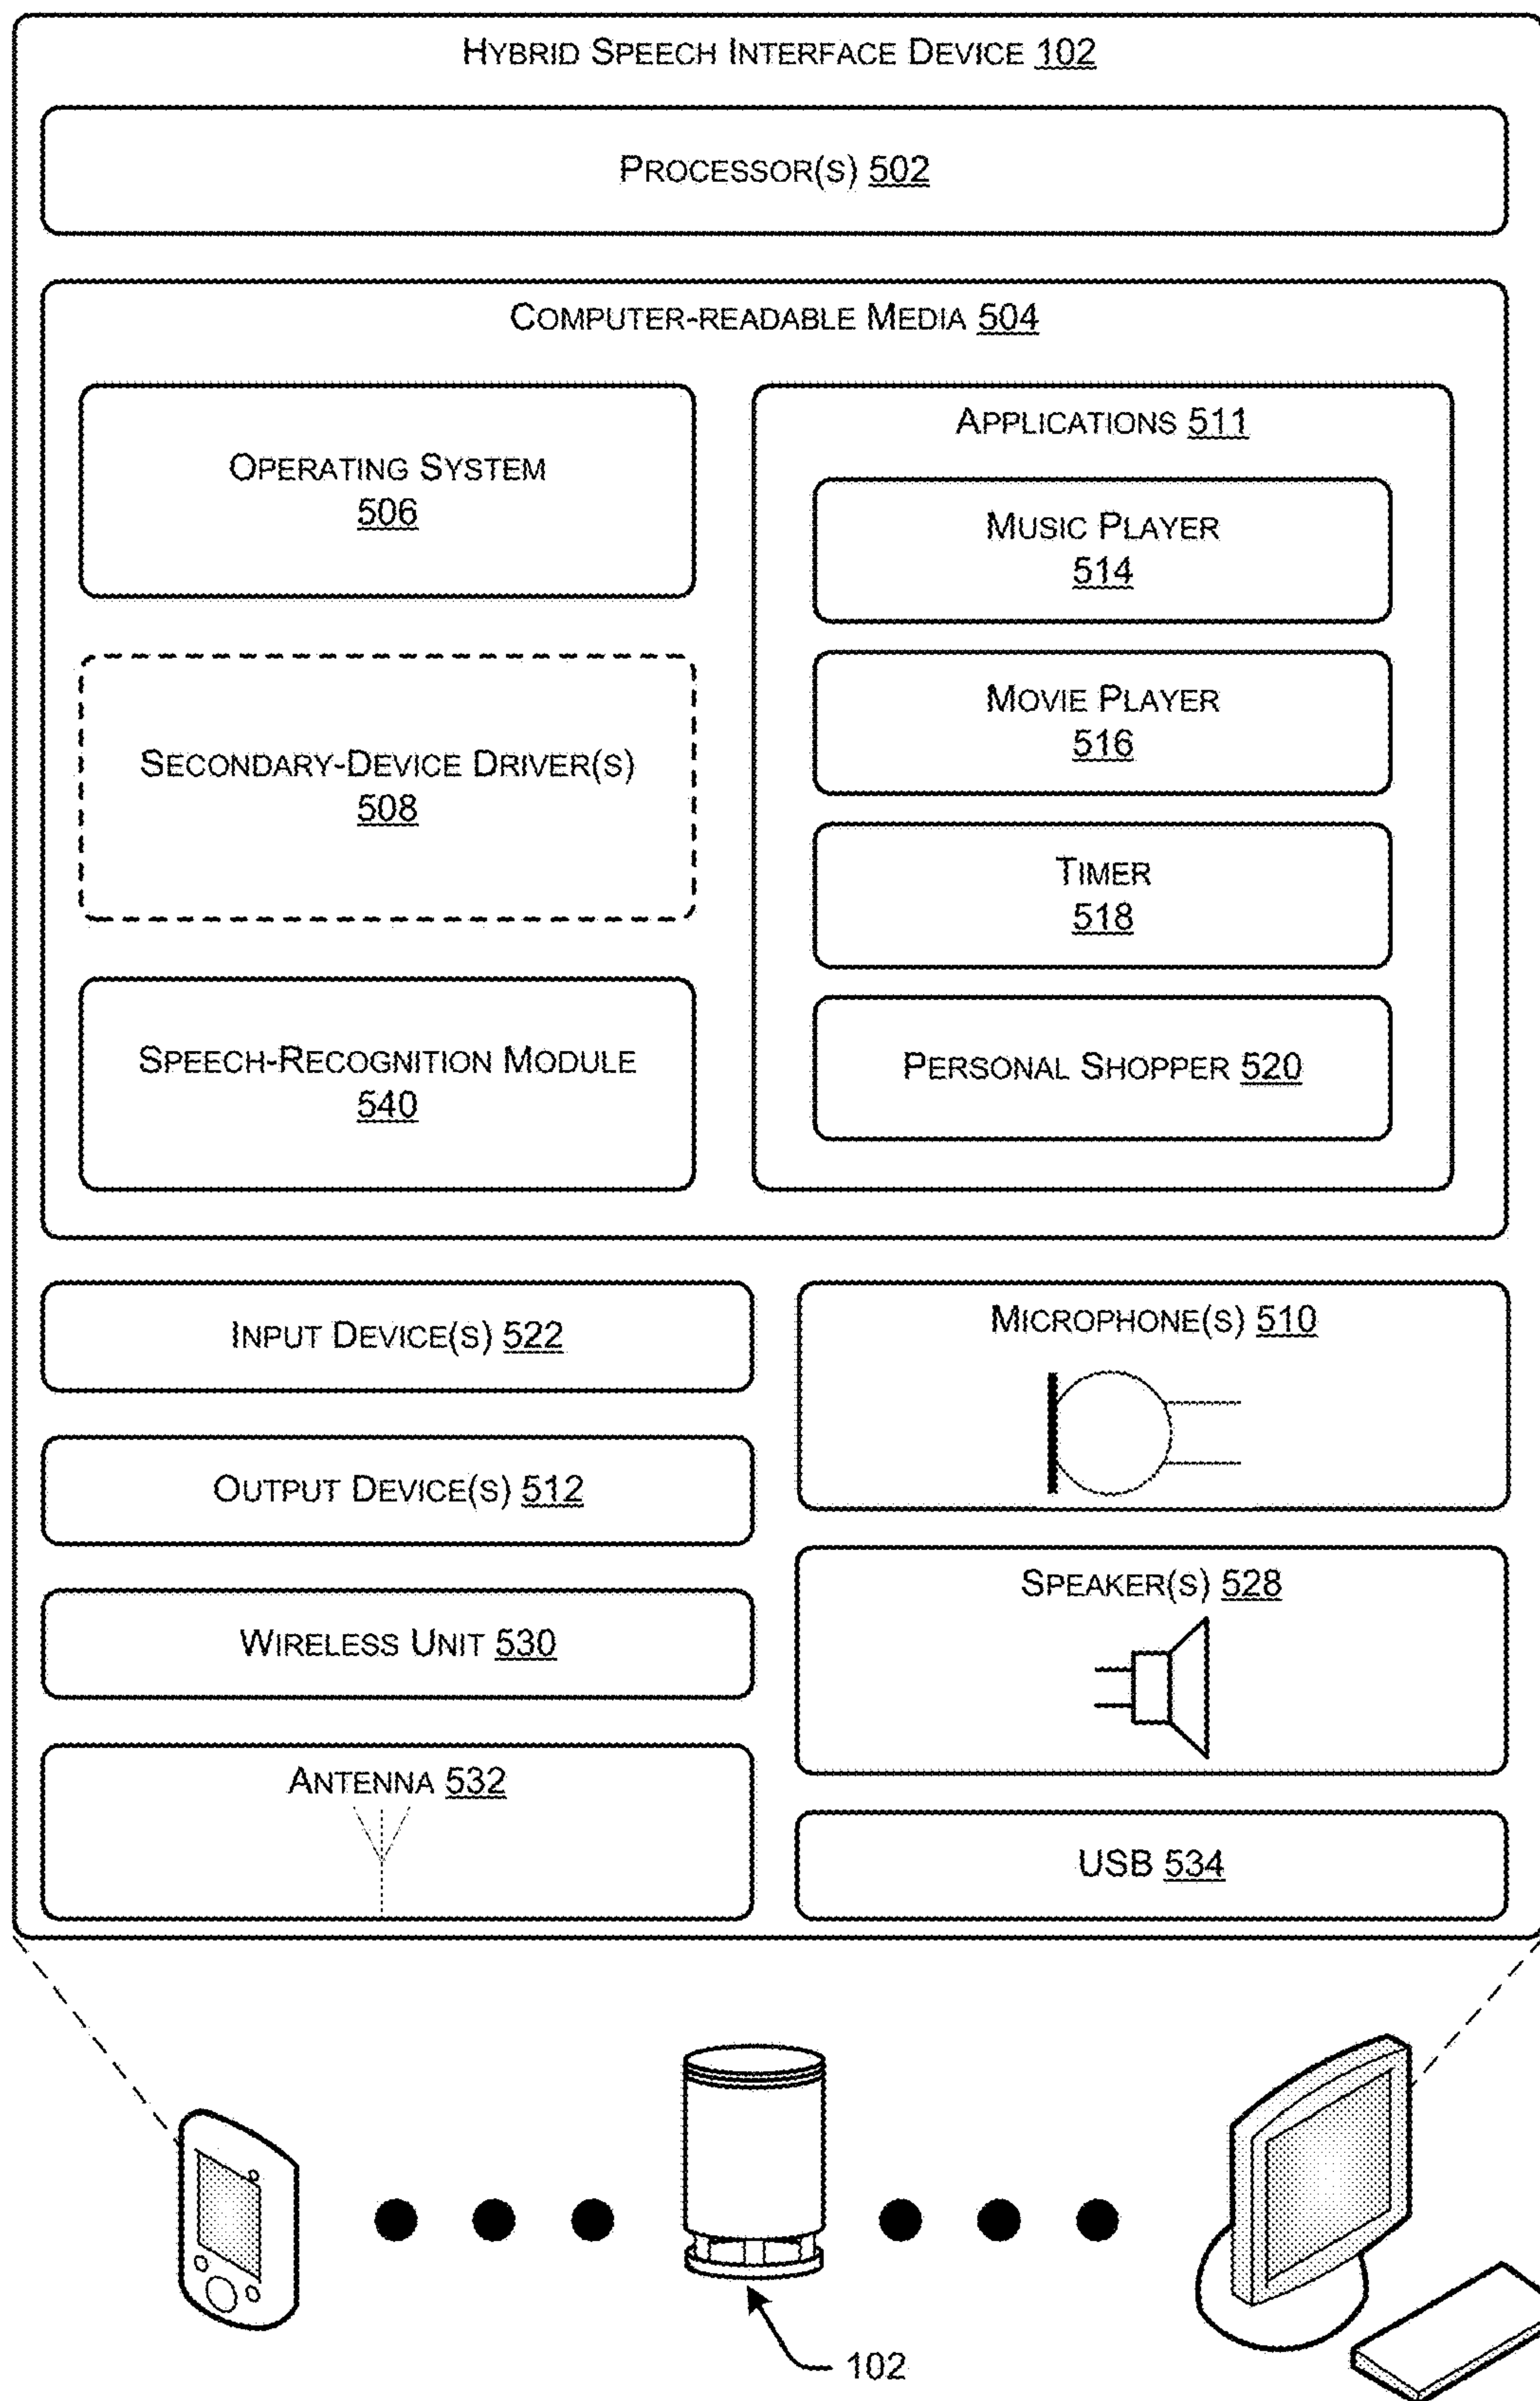 HYBRID SPEECH INTERFACE DEVICE 102
PROCESSOR(S) 502
COMPUTER-READABLE MEDIA 504
OPERATING SYSTEM
506
SECONDARY-DEVICE DRIVER(S)
508
SPEECH-RECOGNITION MODULE
540
APPLICATIONS 511
MUSIC PLAYER
514
MOVIE PLAYER
516
TIMER
518
PERSONAL SHOPPER 520
INPUT DEVICE(S) 522
OUTPUT DEVICE(S) 512
WIRELESS UNIT 530
ANTENNA 532
MICROPHONE(S) 510
SPEAKER(S) 528
USB 534
102